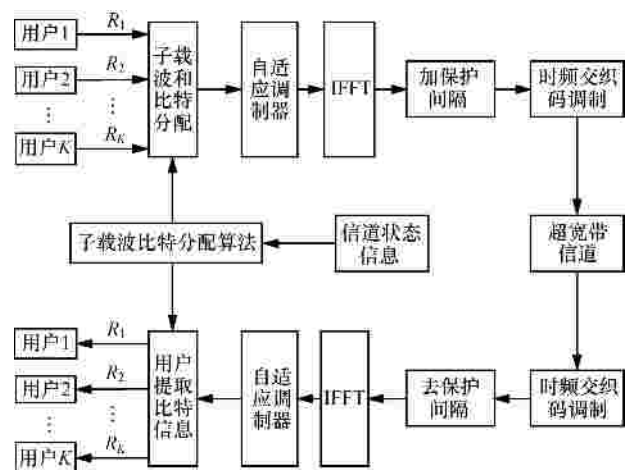 用户1
R₁
用户2
R₂
⋮
⋮
用户K
R_K
子载
波和
比特
分配
自适
应调
制器
IFFT
加保护
间隔
时频交织
码调制
子载波比特分配算法
信道状态
信息
超宽带
信道
用户1
R₁
用户2
R₂
⋮
⋮
用户K
R_K
用户
提取
比特
信息
自适
应调
制器
IFFT
去保护
间隔
时频交织
码调制